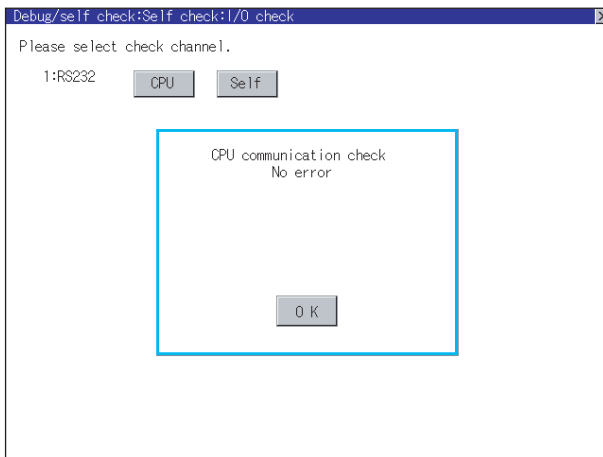 Debug/self check:Self check:I/O check
Please select check channel.
1:RS232 CPU Self
CPU communication check
No error
O K